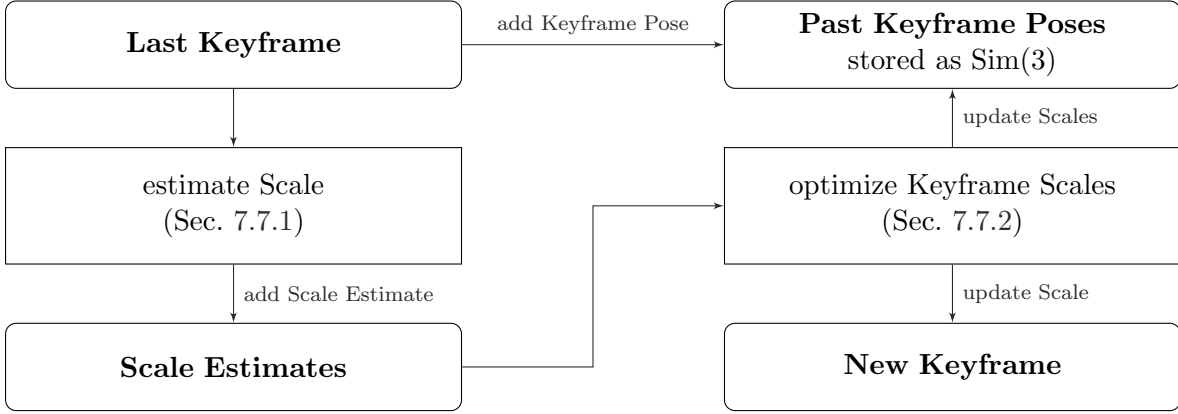 Last Keyframe
add Keyframe Pose
Past Keyframe Poses
stored as Sim(3)
update Scales
estimate Scale
(Sec. 7.7.1)
optimize Keyframe Scales
(Sec. 7.7.2)
add Scale Estimate
update Scale
Scale Estimates
New Keyframe